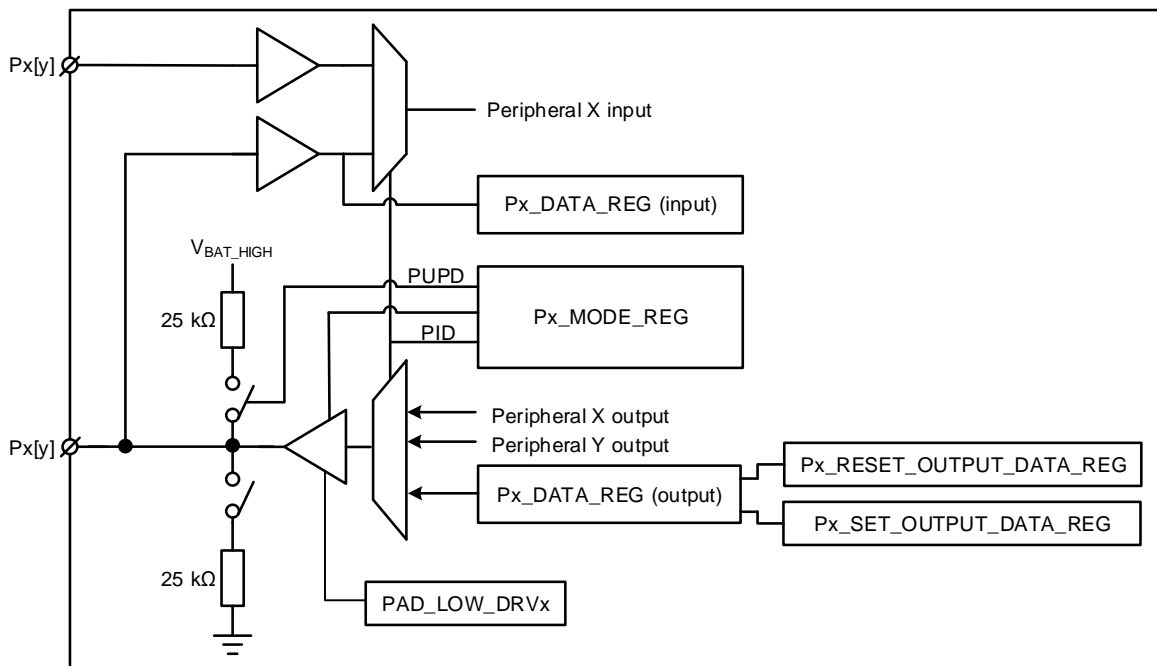 Px[y]
Peripheral X input
Px_DATA_REG (input)
VBAT_HIGH
PUPD
25 kΩ
Px_MODE_REG
PID
Peripheral X output
Px[y]
Peripheral Y output
Px_RESET_OUTPUT_DATA_REG
Px_DATA_REG (output)
Px_SET_OUTPUT_DATA_REG
25 kΩ
PAD_LOW_DRVx